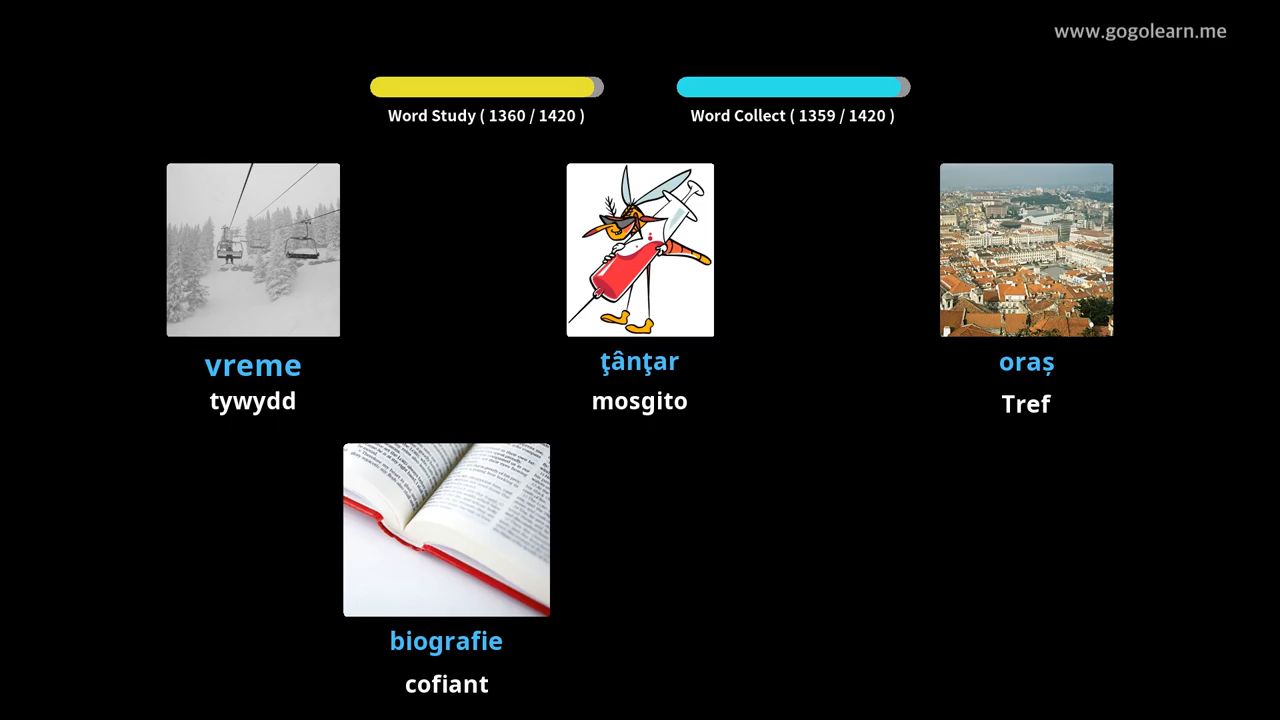 www.gogolearn.me
Word Study ( 1360 / 1420 )
Word Collect ( 1359 / 1420 )
vreme
tywydd
ţânţar
mosgito
oraș
Tref
biografie
cofiant